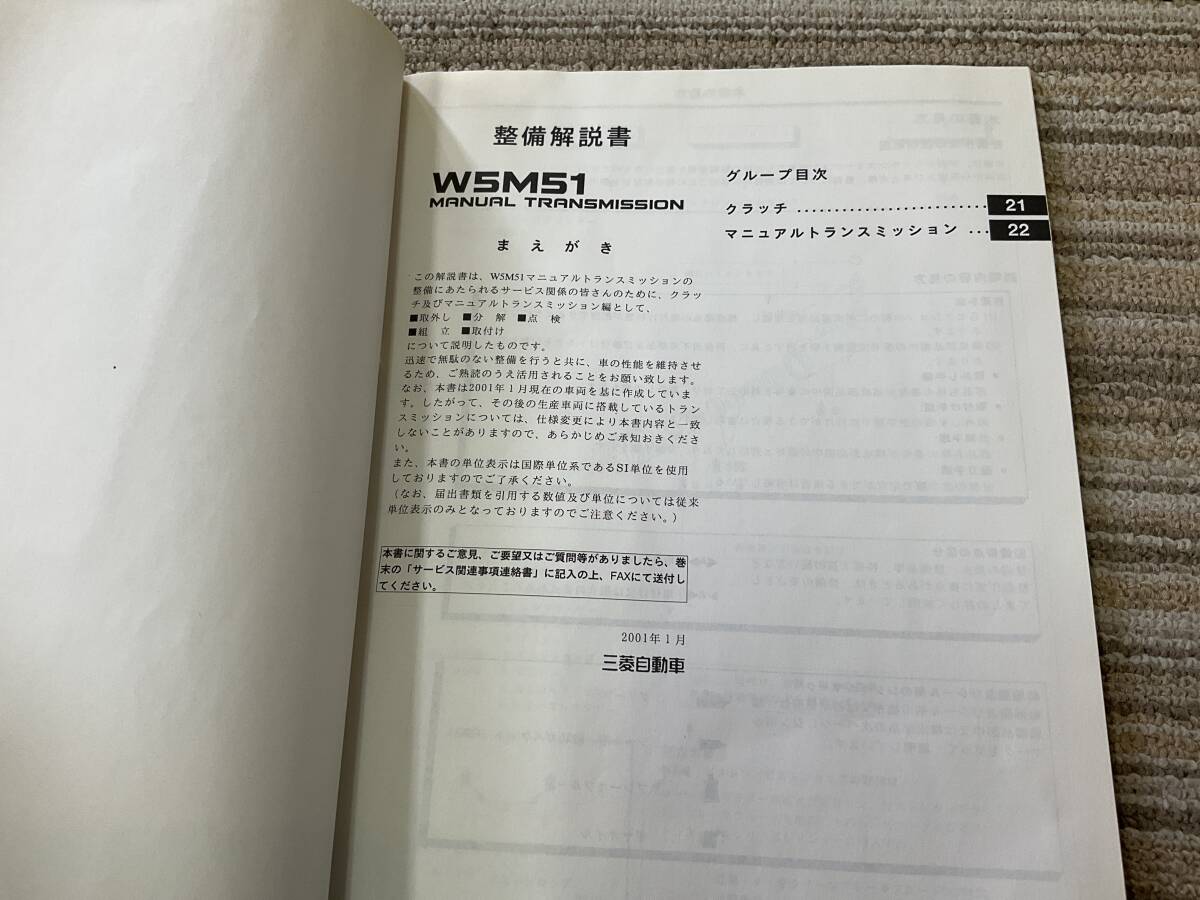 整備解説書
W5M51
MANUAL TRANSMISSION
まえがき
この解説書は、W5M51マニュアルトランスミッションの
整備にあたられるサービス関係の皆さんのために、クラッ
チ及びマニュアルトランスミッション編として、
■取外し ■分 解 ■点 検
■組 立 ■取付け
について説明したものです。
迅速で無駄のない整備を行うと共に、車の性能を維持させ
るため、ご熟読のうえ活用されることをお願い致します。
なお、本書は2001年1月現在の車両を基に作成していま
す。したがって、その後の生産車両に搭載しているトラン
スミッションについては、仕様変更により本書内容と一致
しないことがありますので、あらかじめご承知おきくださ
い。
また、本書の単位表示は国際単位系であるSI単位を使用
しておりますのでご了承ください。
(なお、届出書類を引用する数値及び単位については従来
単位表示のみとなっておりますのでご注意ください。)
本書に関するご意見、ご要望又はご質問等がありましたら、巻
末の「サービス関連事項連絡書」に記入の上、FAXにて送付し
てください。
2001年1月
三菱自動車
グループ目次
クラッチ .......................... 21
マニュアルトランスミッション ... 22